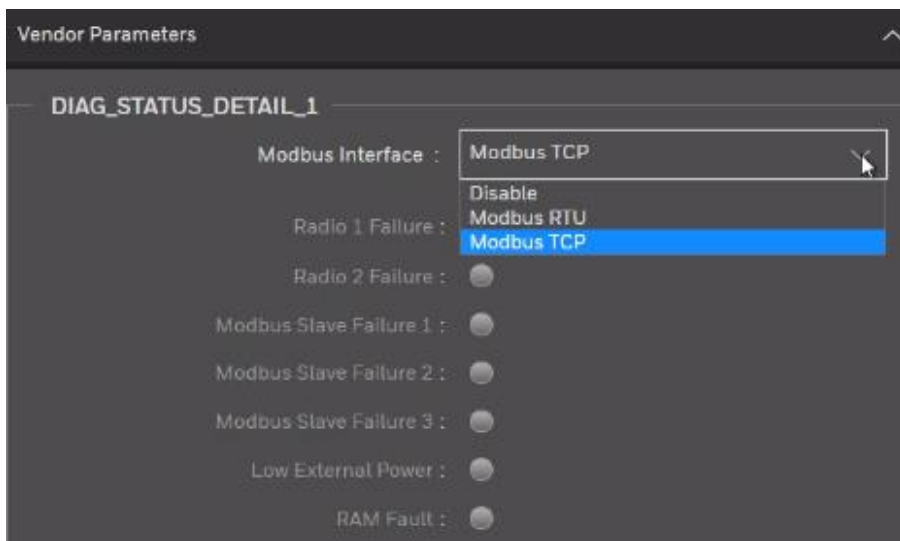 Vendor Parameters
DIAG_STATUS_DETAIL_1
Modbus Interface : Modbus TCP
Disable
Radio 1 Failure : Modbus RTU
Modbus TCP
Radio 2 Failure :
Modbus Slave Failure 1 :
Modbus Slave Failure 2 :
Modbus Slave Failure 3 :
Low External Power :
RAM Fault :